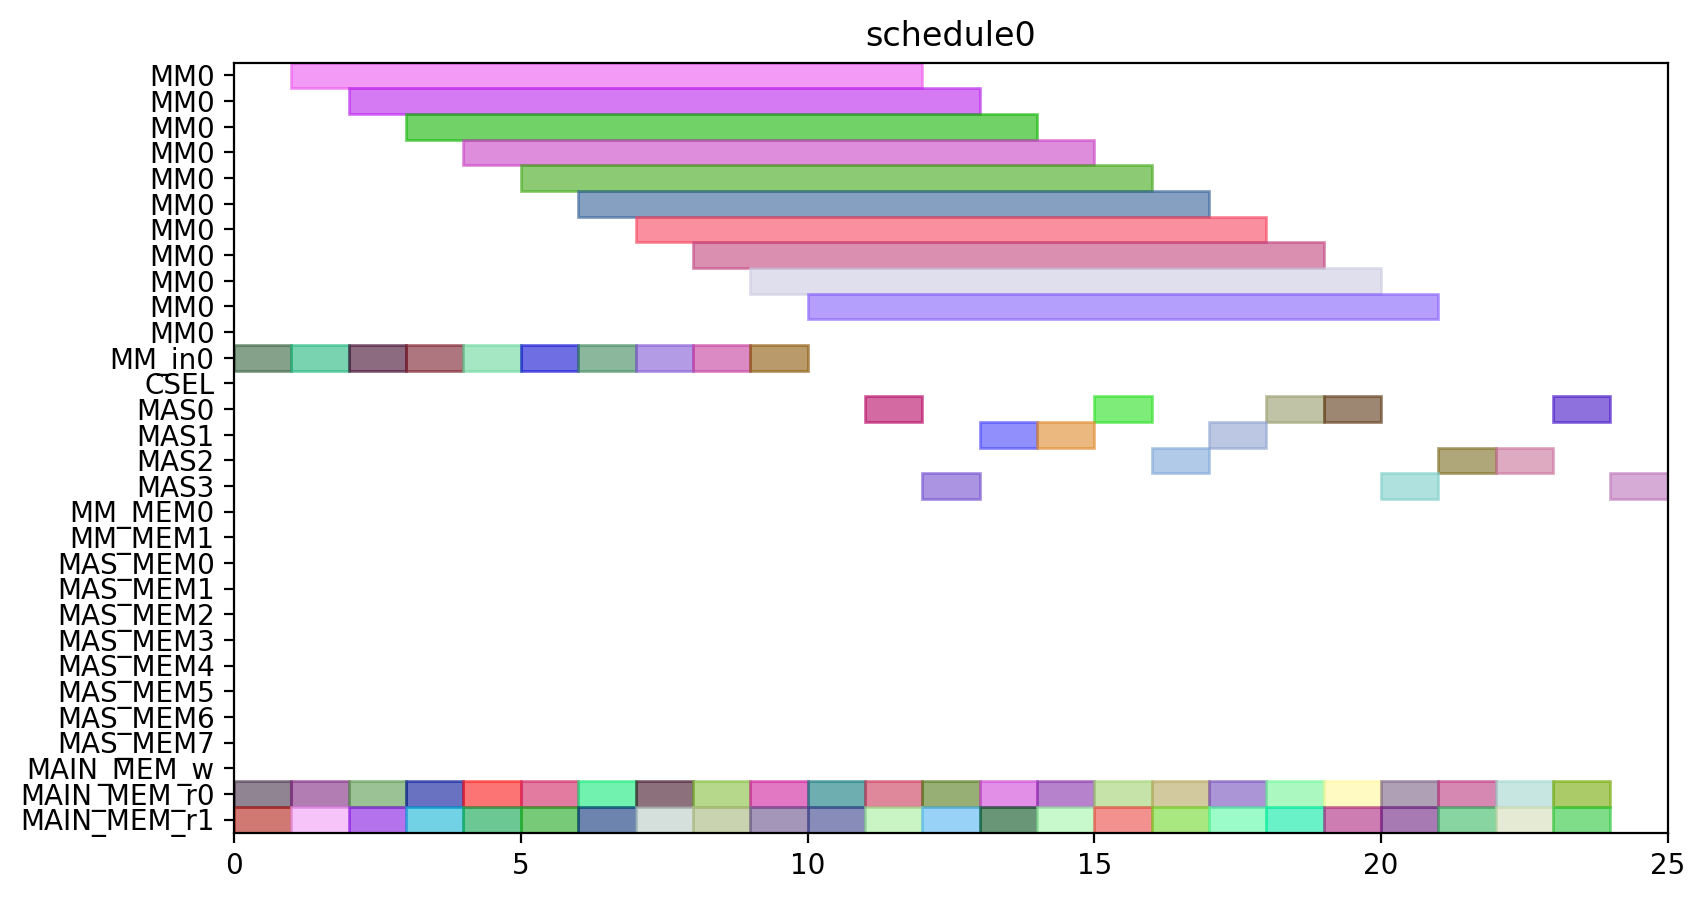 schedule0
MM0
MM0
MM0
MM0
MM0
MM0
MM0
MM0
MM0
MM0
MM0
MM_in0
CSEL
MAS0
MAS1
MAS2
MAS3
MM_MEM0
MM_MEM1
MAS_MEM0
MAS_MEM1
MAS_MEM2
MAS_MEM3
MAS_MEM4
MAS_MEM5
MAS_MEM6
MAS_MEM7
MAIN_MEM_w
MAIN_MEM_r0
MAIN_MEM_r1
0 5 10 15 20 25